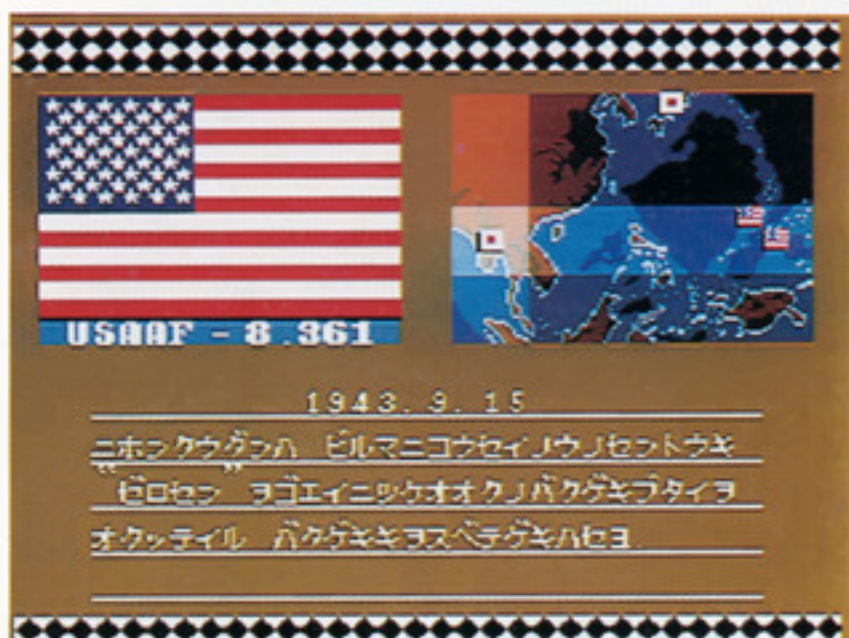 USAAF - 8.361
1943. 9. 15
ニホンクウグンハ ビルマニコウセイノウノセントウキ
"ゼロセン"ヲゴエイニツケオオクノバクゲキブタイヲ
オクッテイル バクゲキキヲスベテゲキハセヨ.